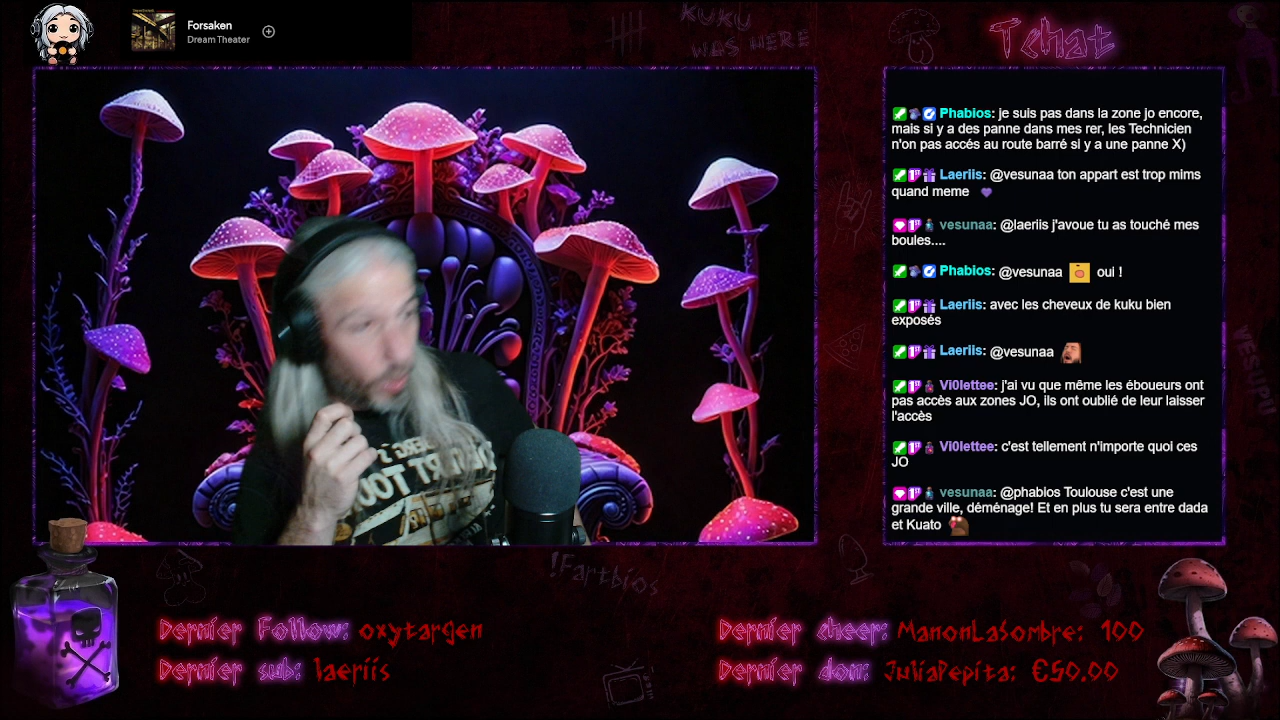 Forsaken
Dream Theater
KUKU
WAS HERE
Tchat
Phabios: je suis pas dans la zone jo encore,
mais si y a des panne dans mes rer, les Technicien
n'on pas accés au route barré si y a une panne X)
Laeriis: @vesunaa ton appart est trop mims
quand meme
vesunaa: @laeriis j'avoue tu as touché mes
boules....
Phabios: @vesunaa oui !
Laeriis: avec les cheveux de kuku bien
exposés
Laeriis: @vesunaa
Vi0lettee: j'ai vu que même les éboueurs ont
pas accès aux zones JO, ils ont oublié de leur laisser
l'accès
Vi0lettee: c'est tellement n'importe quoi ces
JO
vesunaa: @phabios Toulouse c'est une
grande ville, déménage! Et en plus tu sera entre dada
et Kuato
!Fartbios
Dernier Follow: oxytargen
Dernier sub: laeriis
Dernier cheer: ManonLaSombre: 100
Dernier don: JuliaPepita: €50.00